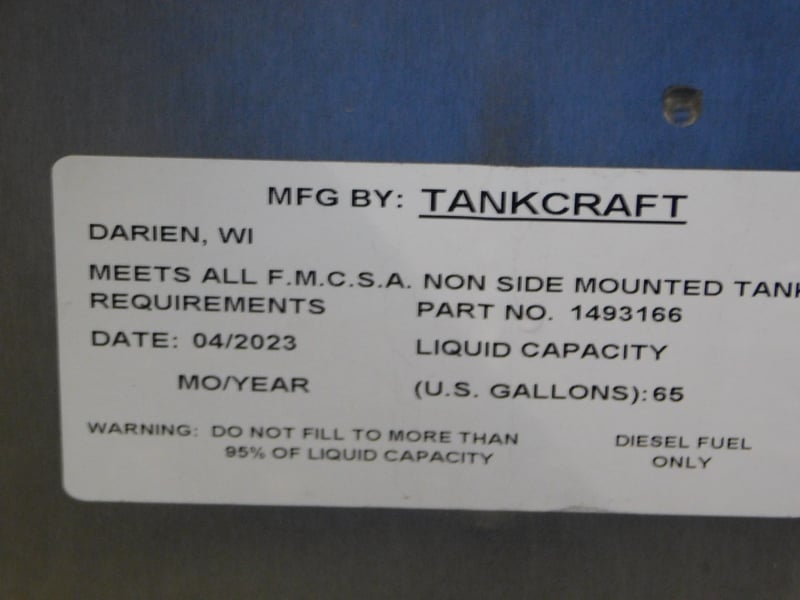 MFG BY: TANKCRAFT
DARIEN, WI
MEETS ALL F.M.C.S.A. NON SIDE MOUNTED TANK
REQUIREMENTS PART NO. 1493166
DATE: 04/2023 LIQUID CAPACITY
MO/YEAR (U.S. GALLONS): 65
WARNING: DO NOT FILL TO MORE THAN DIESEL FUEL
95% OF LIQUID CAPACITY ONLY